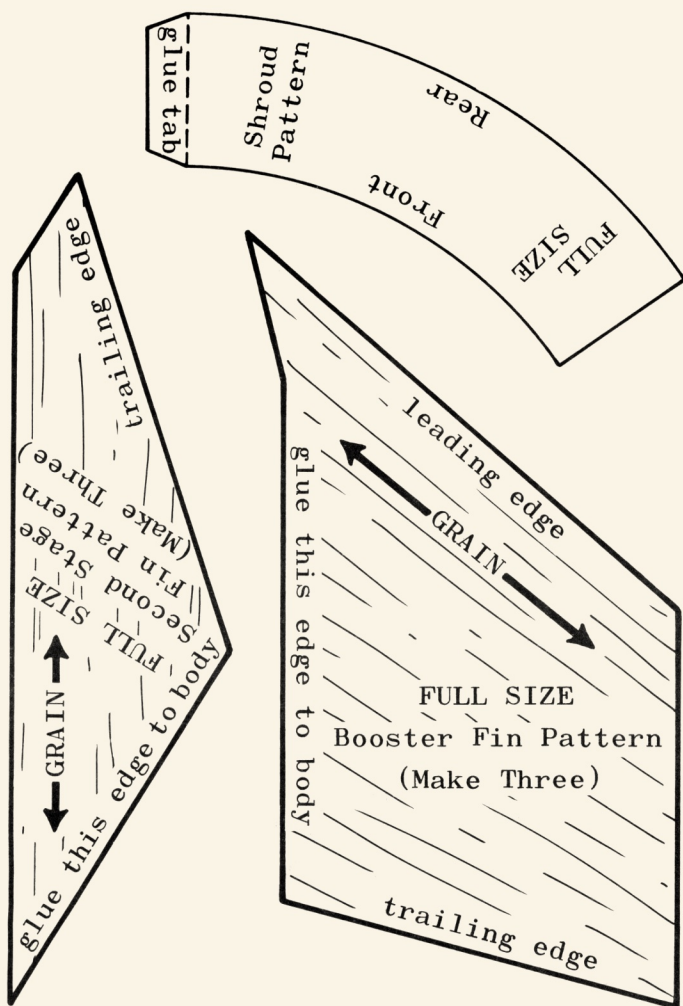 glue tab
Shroud
Pattern
Rear
Front
FULL
SIZE
trailing edge
FULL SIZE
Second Stage
Fin Pattern
(Make Three)
GRAIN
glue this edge to body
leading edge
glue this edge to body
GRAIN
FULL SIZE
Booster Fin Pattern
(Make Three)
trailing edge